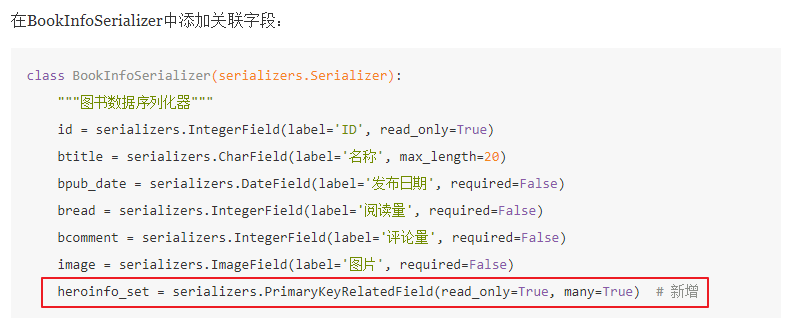 在BookInfoSerializer中添加关联字段：
class BookInfoSerializer(serializers.Serializer):
    """图书数据序列化器"""
    id = serializers.IntegerField(label='ID', read_only=True)
    btitle = serializers.CharField(label='名称', max_length=20)
    bpub_date = serializers.DateField(label='发布日期', required=False)
    bread = serializers.IntegerField(label='阅读量', required=False)
    bcomment = serializers.IntegerField(label='评论量', required=False)
    image = serializers.ImageField(label='图片', required=False)
    heroinfo_set = serializers.PrimaryKeyRelatedField(read_only=True, many=True)  # 新增